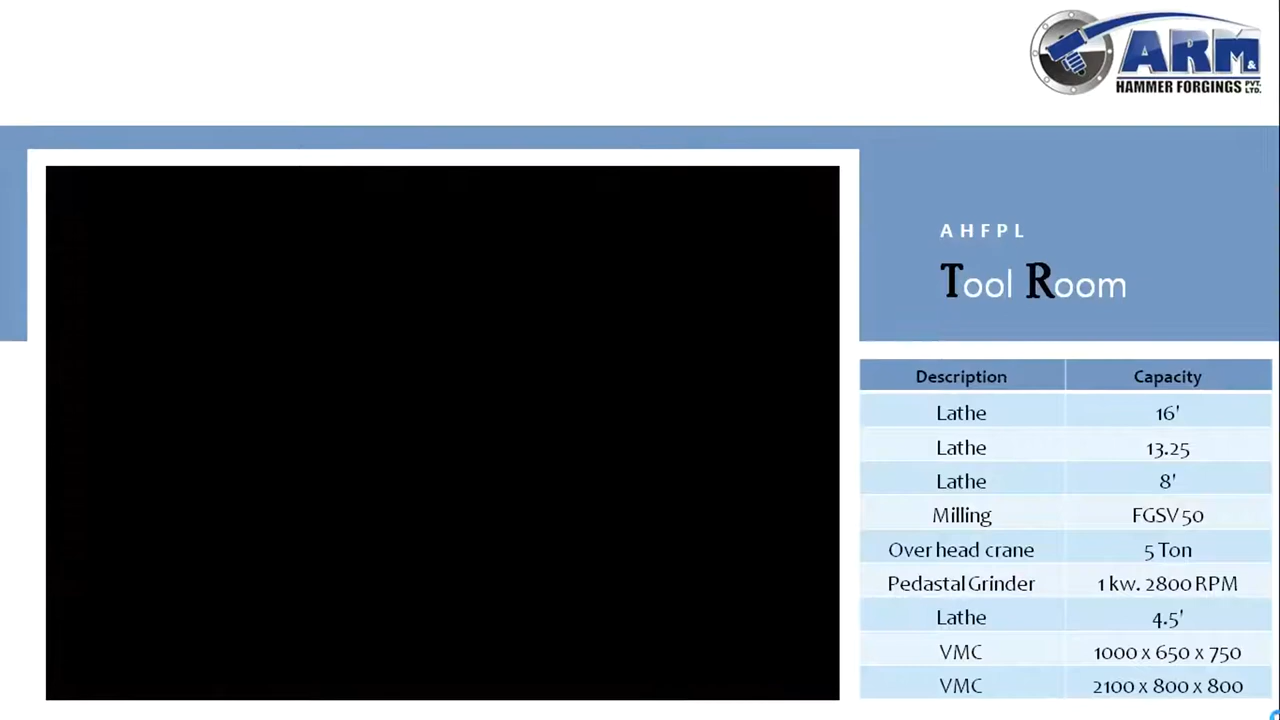 ARM &
HAMMER FORGINGS PVT. LTD.
AHFPL
Tool Room
Description Capacity
Lathe 16'
Lathe 13.25
Lathe 8'
Milling FGSV 50
Over head crane 5 Ton
Pedastal Grinder 1 kw. 2800 RPM
Lathe 4.5'
VMC 1000 x 650 x 750
VMC 2100 x 800 x 800